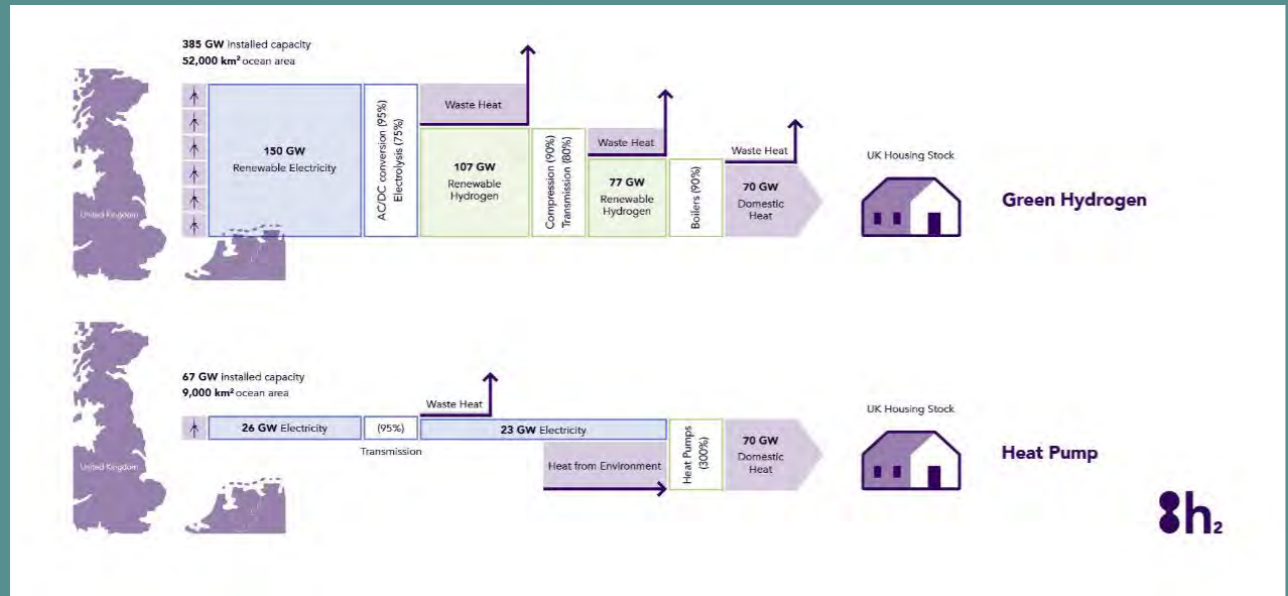 385 GW installed capacity
52,000 km² ocean area
United Kingdom
150 GW
Renewable Electricity
AC/DC conversion (95%)
Electrolysis (75%)
Waste Heat
107 GW
Renewable
Hydrogen
Compression (90%)
Transmission (80%)
Waste Heat
77 GW
Renewable
Hydrogen
Boilers (90%)
Waste Heat
70 GW
Domestic
Heat
UK Housing Stock
Green Hydrogen
67 GW installed capacity
9,000 km² ocean area
United Kingdom
26 GW Electricity
(95%)
Transmission
Waste Heat
23 GW Electricity
Heat from Environment
Heat Pumps
(300%)
70 GW
Domestic
Heat
UK Housing Stock
Heat Pump
h₂